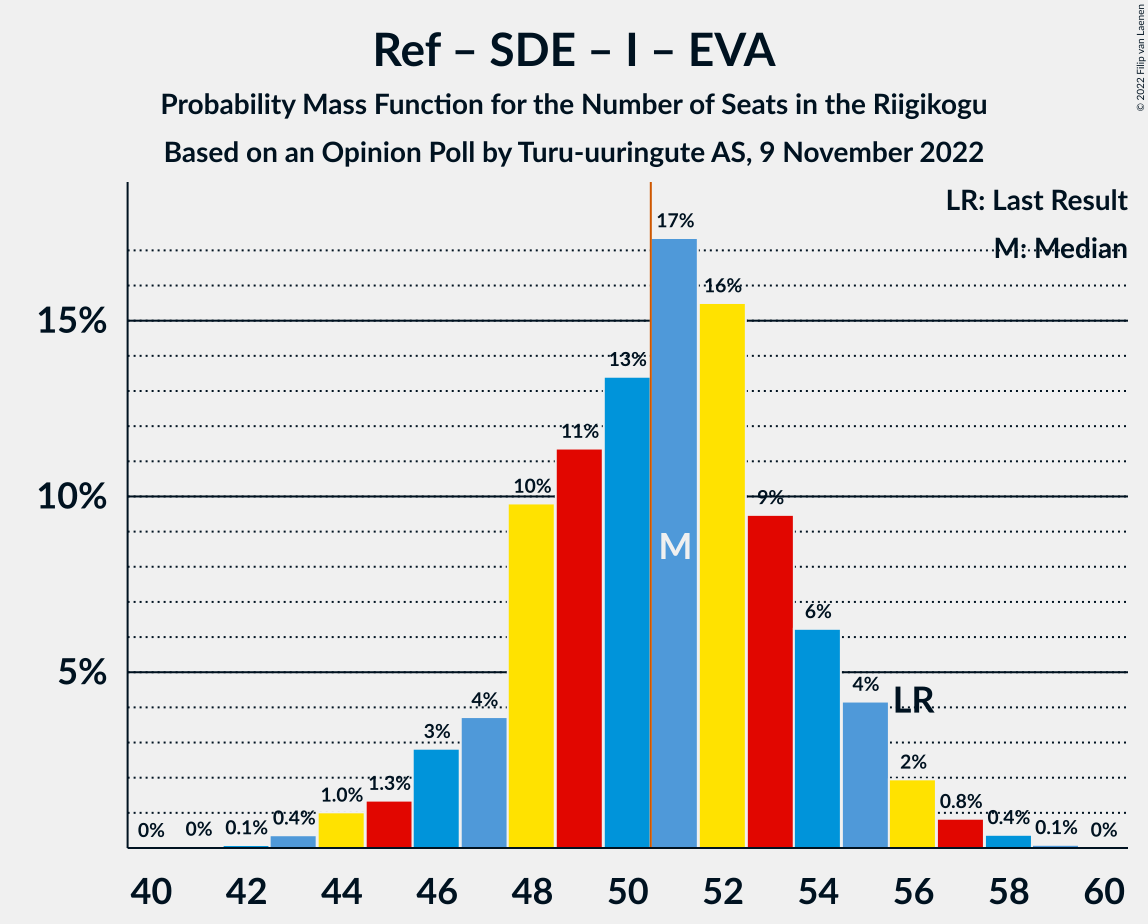 Ref – SDE – I – EVA
Probability Mass Function for the Number of Seats in the Riigikogu
Based on an Opinion Poll by Turu-uuringute AS, 9 November 2022
© 2022 Filip van Laenen
LR: Last Result
M: Median
15%
10%
5%
0%
0%
0.1%
0.4%
1.0%
1.3%
3%
4%
10%
11%
13%
17%
16%
9%
6%
4%
2%
0.8%
0.4%
0.1%
0%
M
LR
40 42 44 46 48 50 52 54 56 58 60